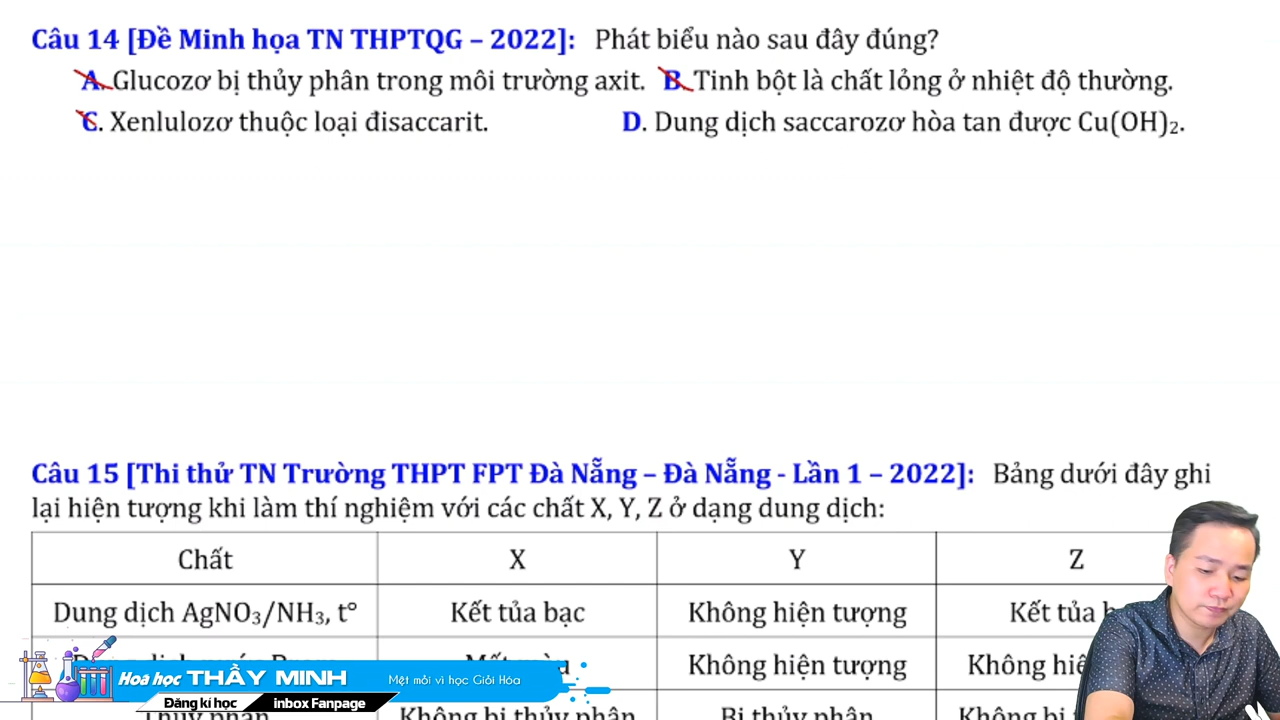 Câu 14 [Đề Minh họa TN THPTQG – 2022]: Phát biểu nào sau đây đúng?
A. Glucozơ bị thủy phân trong môi trường axit. B. Tinh bột là chất lỏng ở nhiệt độ thường.
C. Xenlulozơ thuộc loại đisaccarit. D. Dung dịch saccarozơ hòa tan được Cu(OH)₂.
Câu 15 [Thi thử TN Trường THPT FPT Đà Nẵng – Đà Nẵng - Lần 1 – 2022]: Bảng dưới đây ghi
lại hiện tượng khi làm thí nghiệm với các chất X, Y, Z ở dạng dung dịch:
Chất X Y Z
Dung dịch AgNO₃/NH₃, t° Kết tủa bạc Không hiện tượng Kết tủa
Không hiện tượng Không
Thủy phân Không bị thủy phân Bị thủy phân Không bị
Hoá học THẦY MINH Mệt mỏi vì học Giỏi Hóa
Đăng kí học inbox Fanpage